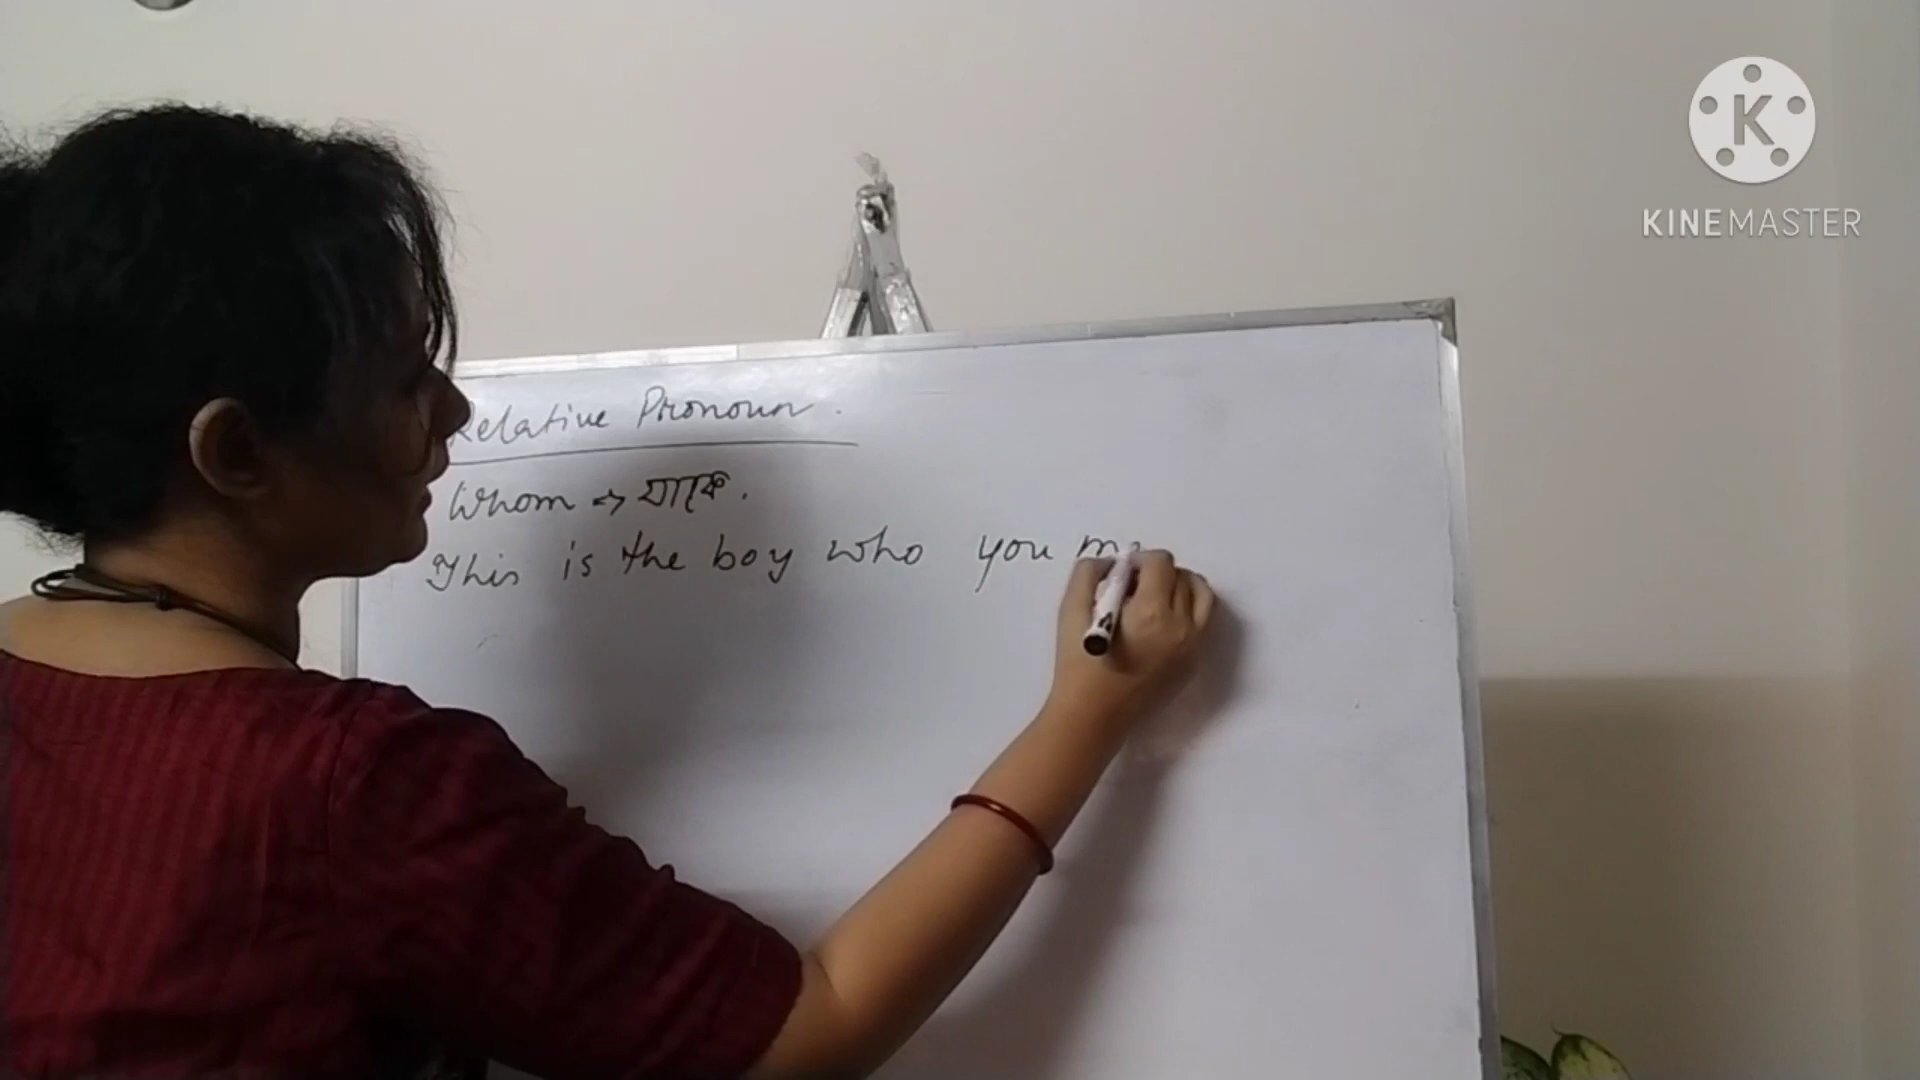 Relative Pronoun.
Whom → যাকে.
This is the boy who you
K
KINEMASTER